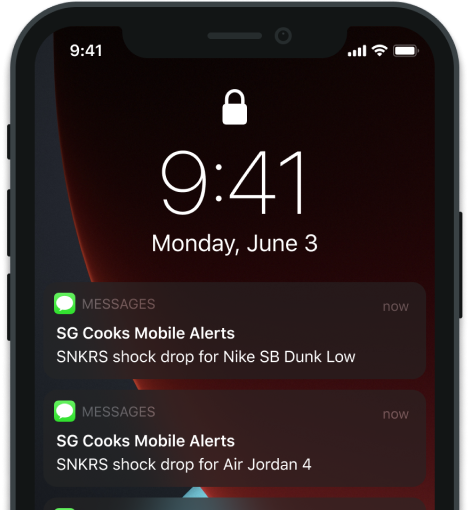 9:41
9:41
Monday, June 3
MESSAGES
now
SG Cooks Mobile Alerts
SNKRS shock drop for Nike SB Dunk Low
MESSAGES
now
SG Cooks Mobile Alerts
SNKRS shock drop for Air Jordan 4